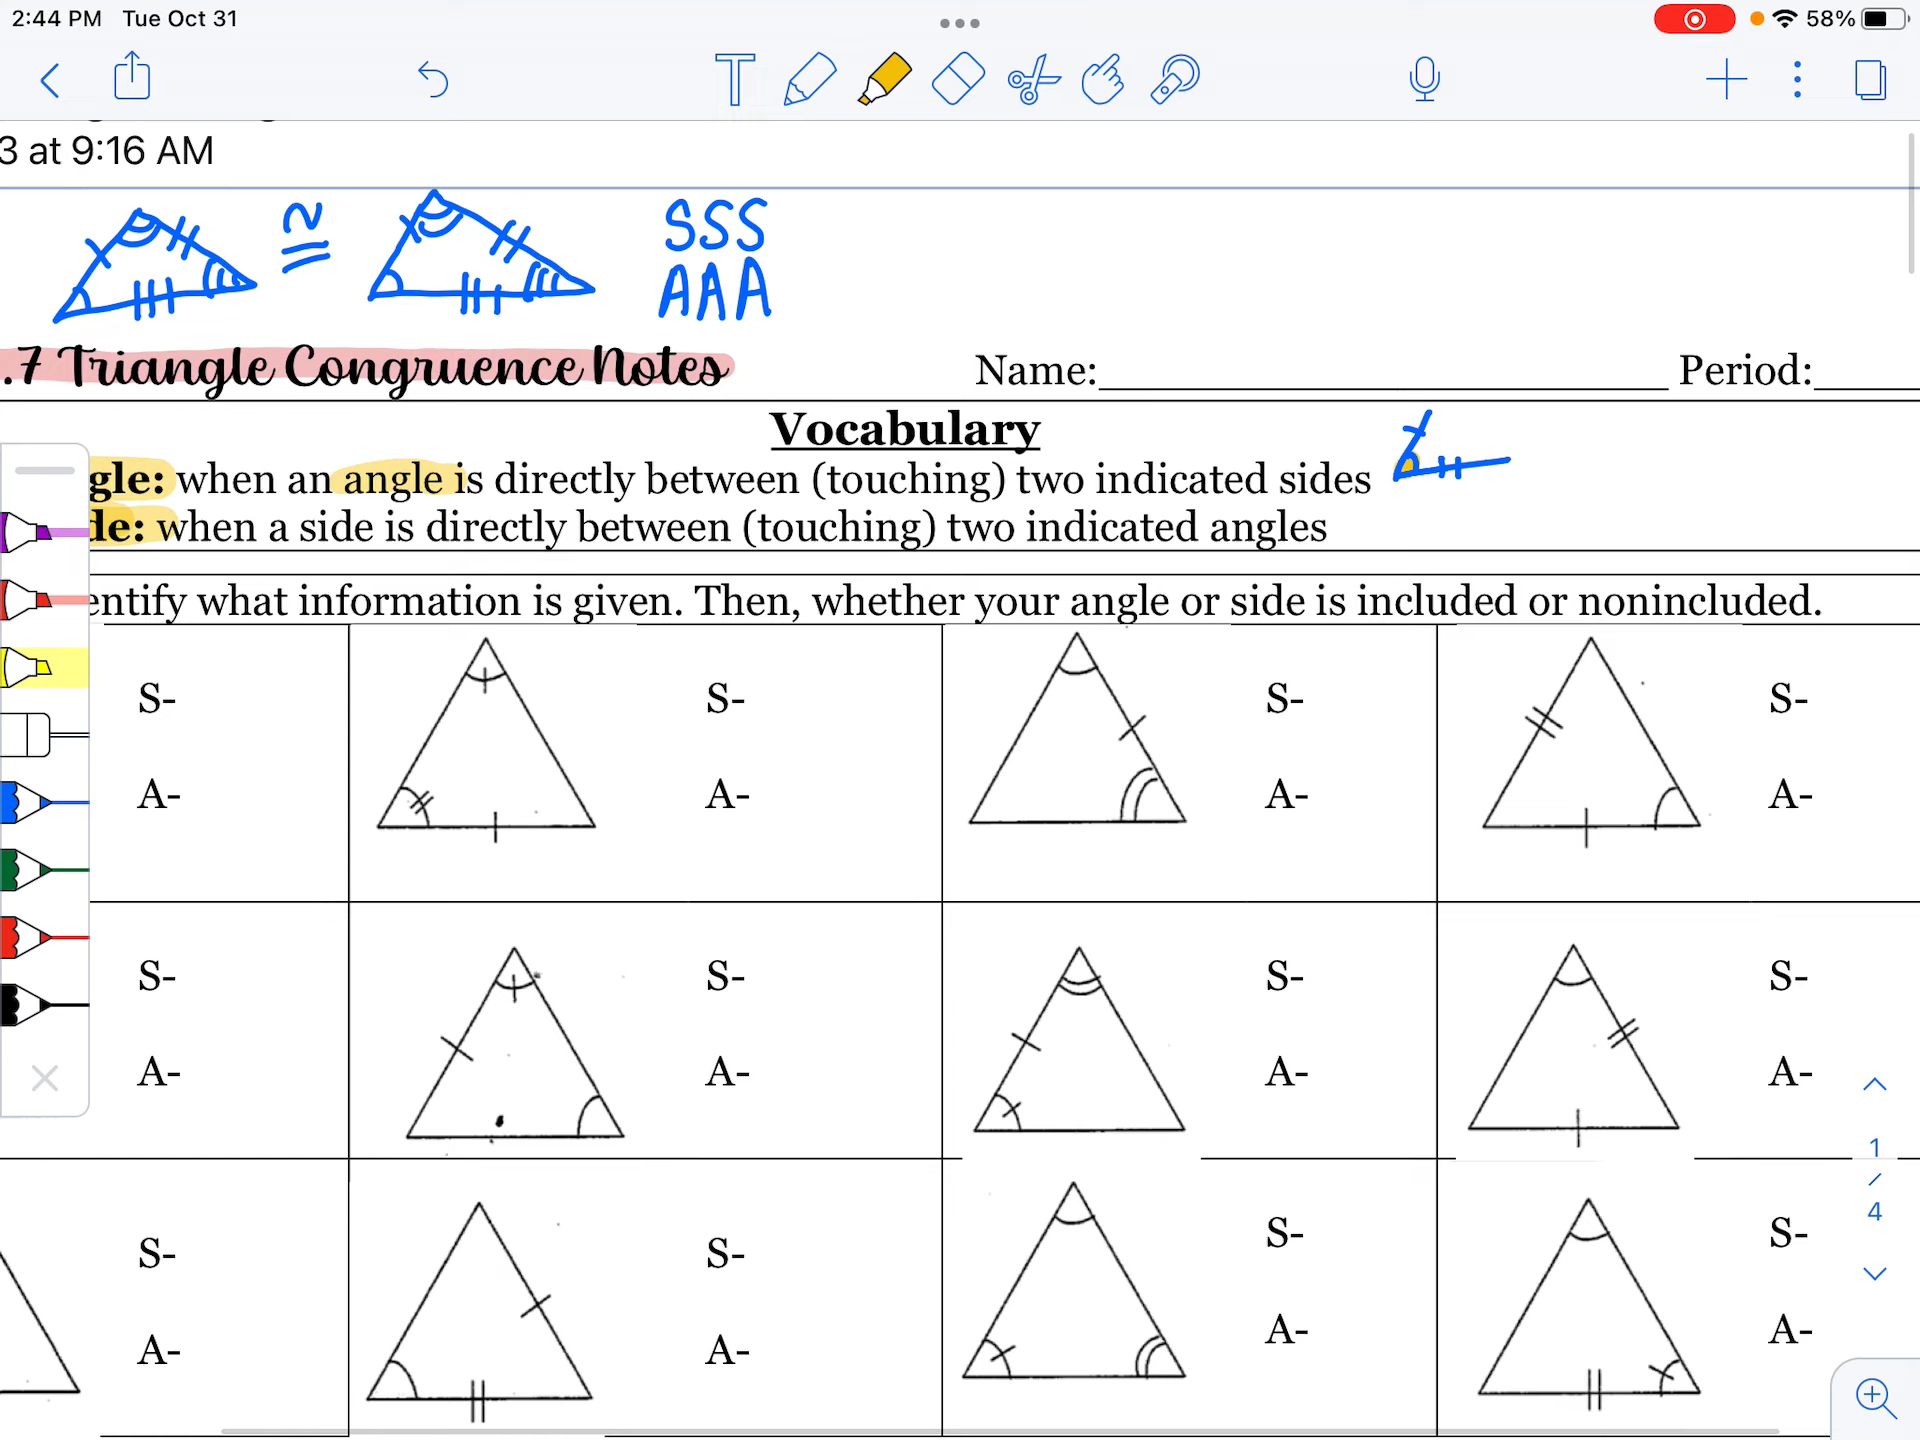 2:44 PM Tue Oct 31
58%
T
3 at 9:16 AM
≅ SSS
AAA
.7 Triangle Congruence Notes Name: Period:
Vocabulary
gle: when an angle is directly between (touching) two indicated sides
de: when a side is directly between (touching) two indicated angles
entify what information is given. Then, whether your angle or side is included or nonincluded.
S- S- S- S-
A- A- A- A-
S- S- S- S-
A- A- A- A-
1
/
4
S- S- S- S-
A- A- A- A-